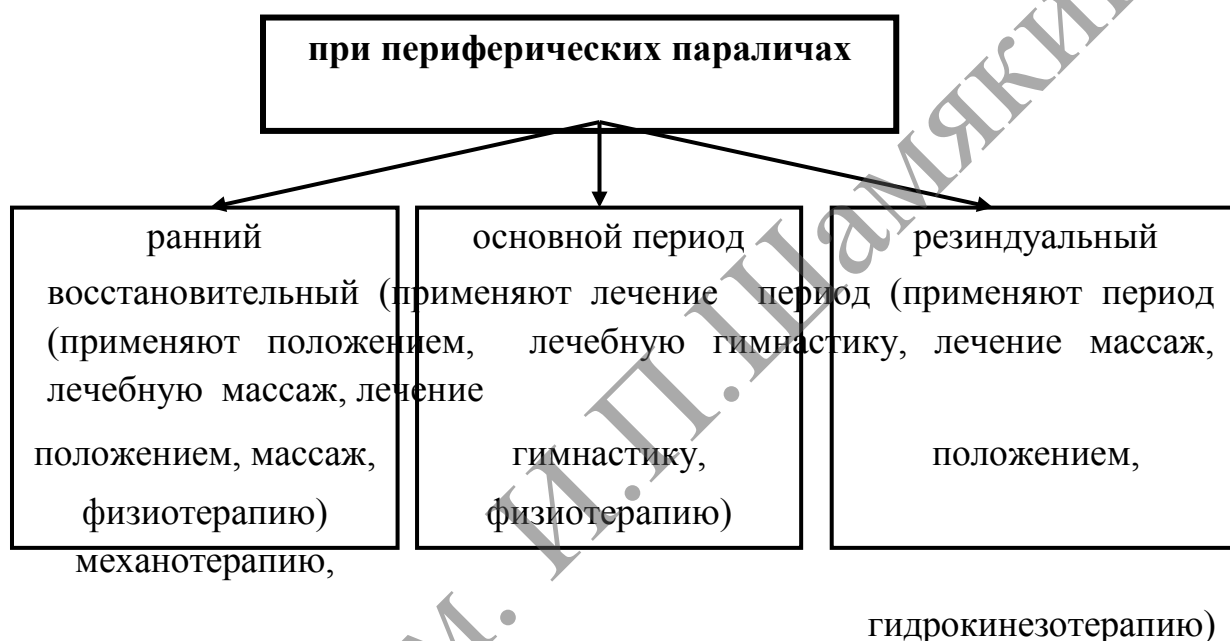 при периферических параличах
ранний основной период резиндуальный
восстановительный (применяют лечение период (применяют период
(применяют положением, лечебную гимнастику, лечение массаж,
лечебную массаж, лечение
положением, массаж, гимнастику, положением,
физиотерапию) физиотерапию)
механотерапию,
гидрокинезотерапию)
м. И.П.Шамякин